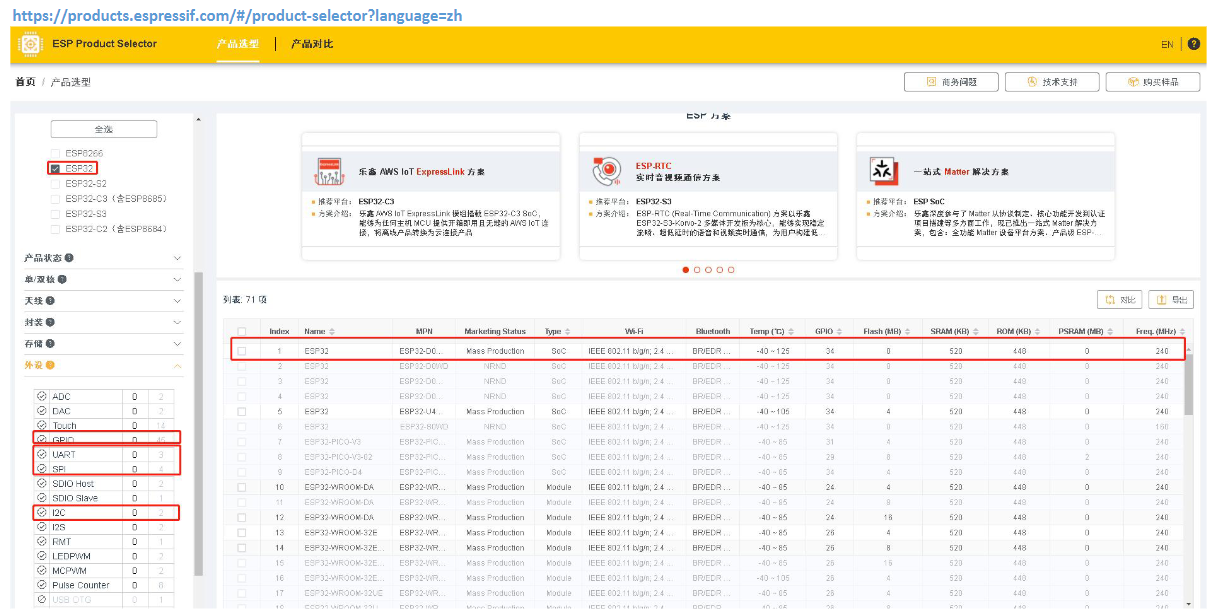 https://products.espressif.com/#/product-selector?language=zh
ESP Product Selector 产品选型 产品对比 EN ?
首页 / 产品选型 商务问题 技术支持 购买样品
全选
ESP8266
ESP32
ESP32-S2
ESP32-C3（含ESP8685）
ESP32-S3
ESP32-C2（含ESP8684）
产品状态
单/双核
天线
封装
存储
外设
ADC 0 2
DAC 0 2
Touch 0 14
GPIO 0 45
UART 0 3
SPI 0 4
SDIO Host 0 2
SDIO Slave 0 1
I2C 0 2
I2S 0 2
RMT 0 1
LEDPWM 0 2
MCPWM 0 2
Pulse Counter 0 8
USB OTG 0 1
ESP 方案
乐鑫 AWS IoT ExpressLink 方案
推荐平台： ESP32-C3
方案介绍： 乐鑫 AWS IoT ExpressLink 模组搭载 ESP32-C3 SoC，
能够为任何主机 MCU 提供开箱即用且无缝的 AWS IoT 连
接，将离线产品转换为云连接产品
ESP-RTC
实时音视频通信方案
推荐平台： ESP32-S3
方案介绍： ESP-RTC (Real-Time Communication) 方案以乐鑫
ESP32-S3-Korvo-2 多媒体开发板为核心，能够实现稳定
流畅、超低延时的语音和视频实时通信，为用户构建低...
一站式 Matter 解决方案
推荐平台： ESP SoC
方案介绍： 乐鑫深度参与了 Matter 从协议制定、核心功能开发到认证
项目搭建等多方面工作，现已推出一站式 Matter 解决方
案，包含：全功能 Matter 设备平台方案、产品级 ESP-...
列表: 71 项 对比 导出
Index Name MPN Marketing Status Type Wi-Fi Bluetooth Temp (℃) GPIO Flash (MB) SRAM (KB) ROM (KB) PSRAM (MB) Freq. (MHz)
1 ESP32 ESP32-D0... Mass Production SoC IEEE 802.11 b/g/n; 2.4 ... BR/EDR ... -40 ~ 125 34 0 520 448 0 240
2 ESP32 ESP32-D0WD NRND SoC IEEE 802.11 b/g/n; 2.4 ... BR/EDR ... -40 ~ 125 34 0 520 448 0 240
3 ESP32 ESP32-D0... NRND SoC IEEE 802.11 b/g/n; 2.4 ... BR/EDR ... -40 ~ 125 34 0 520 448 0 240
4 ESP32 ESP32-D0... NRND SoC IEEE 802.11 b/g/n; 2.4 ... BR/EDR ... -40 ~ 125 34 0 520 448 0 240
5 ESP32 ESP32-U4... Mass Production SoC IEEE 802.11 b/g/n; 2.4 ... BR/EDR ... -40 ~ 105 34 4 520 448 0 240
6 ESP32 ESP32-S0WD NRND SoC IEEE 802.11 b/g/n; 2.4 ... BR/EDR ... -40 ~ 125 34 0 520 448 0 160
7 ESP32-PICO-V3 ESP32-PIC... Mass Production SoC IEEE 802.11 b/g/n; 2.4 ... BR/EDR ... -40 ~ 85 31 4 520 448 0 240
8 ESP32-PICO-V3-02 ESP32-PIC... Mass Production SoC IEEE 802.11 b/g/n; 2.4 ... BR/EDR ... -40 ~ 85 29 8 520 448 2 240
9 ESP32-PICO-D4 ESP32-PIC... Mass Production SoC IEEE 802.11 b/g/n; 2.4 ... BR/EDR ... -40 ~ 85 34 4 520 448 0 240
10 ESP32-WROOM-DA ESP32-WR... Mass Production Module IEEE 802.11 b/g/n; 2.4 ... BR/EDR ... -40 ~ 85 24 4 520 448 0 240
11 ESP32-WROOM-DA ESP32-WR... Mass Production Module IEEE 802.11 b/g/n; 2.4 ... BR/EDR ... -40 ~ 85 24 8 520 448 0 240
12 ESP32-WROOM-DA ESP32-WR... Mass Production Module IEEE 802.11 b/g/n; 2.4 ... BR/EDR ... -40 ~ 85 24 16 520 448 0 240
13 ESP32-WROOM-32E ESP32-WR... Mass Production Module IEEE 802.11 b/g/n; 2.4 ... BR/EDR ... -40 ~ 85 26 4 520 448 0 240
14 ESP32-WROOM-32E... ESP32-WR... Mass Production Module IEEE 802.11 b/g/n; 2.4 ... BR/EDR ... -40 ~ 85 26 8 520 448 0 240
15 ESP32-WROOM-32E... ESP32-WR... Mass Production Module IEEE 802.11 b/g/n; 2.4 ... BR/EDR ... -40 ~ 85 26 16 520 448 0 240
16 ESP32-WROOM-32E... ESP32-WR... Mass Production Module IEEE 802.11 b/g/n; 2.4 ... BR/EDR ... -40 ~ 105 26 4 520 448 0 240
17 ESP32-WROOM-32UE ESP32-WR... Mass Production Module IEEE 802.11 b/g/n; 2.4 ... BR/EDR ... -40 ~ 85 26 4 520 448 0 240